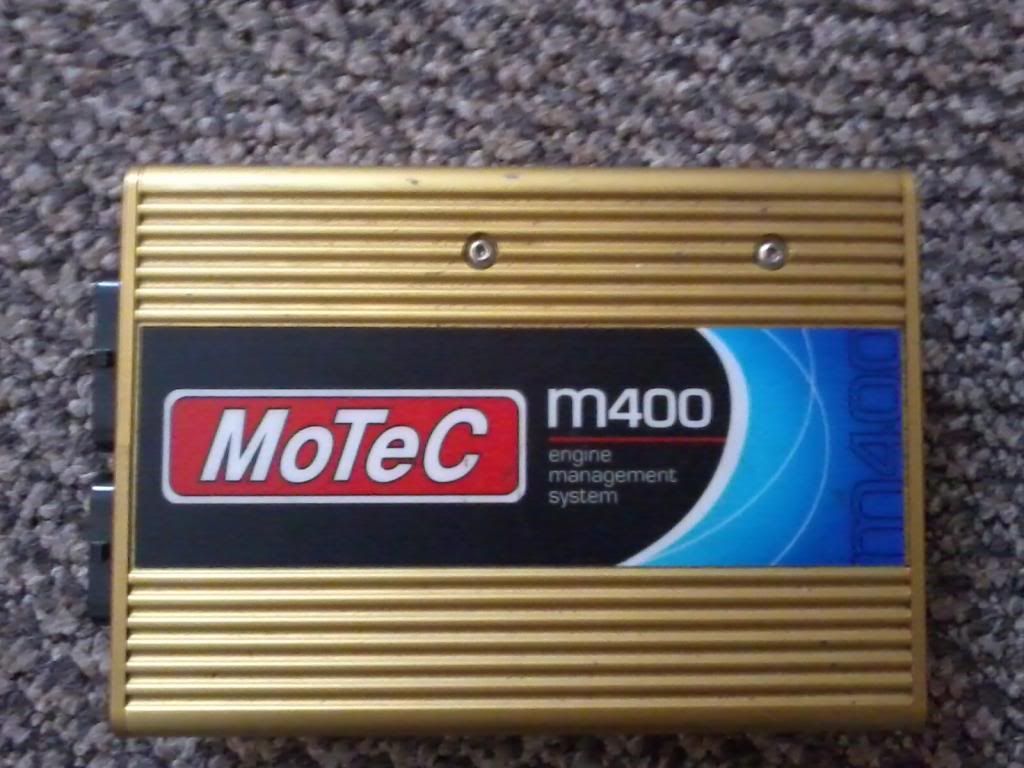 MoTeC
m400
engine
management
system
m400